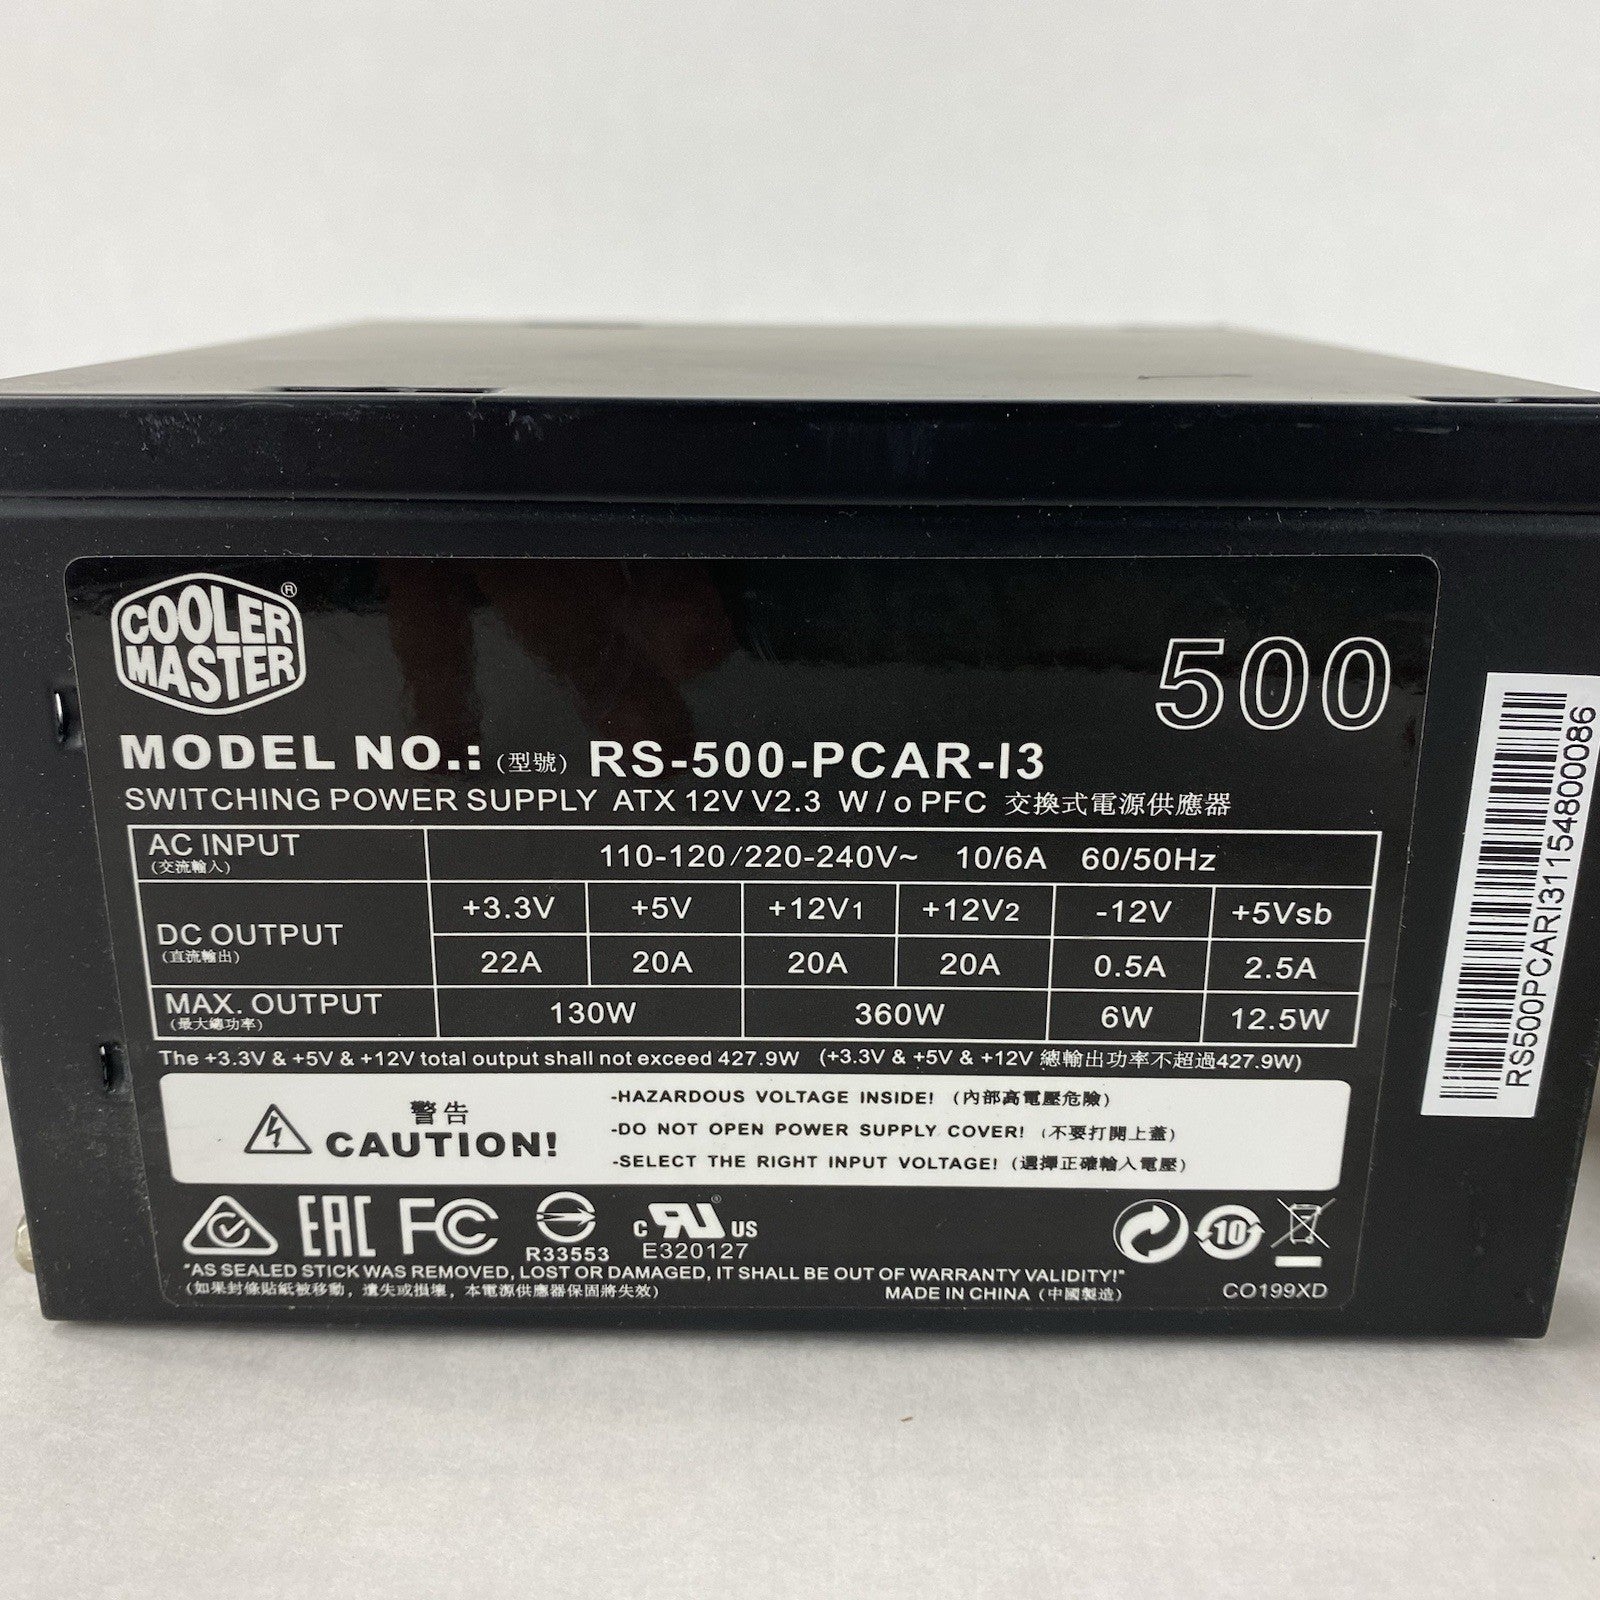 COOLER
MASTER®
500
MODEL NO.: (型號) RS-500-PCAR-I3
SWITCHING POWER SUPPLY ATX 12V V2.3 W/o PFC 交換式電源供應器
AC INPUT 110-120/220-240V~ 10/6A 60/50Hz
(交流輸入)
+3.3V +5V +12V1 +12V2 -12V +5Vsb
DC OUTPUT
(直流輸出)
22A 20A 20A 20A 0.5A 2.5A
MAX. OUTPUT 130W 360W 6W 12.5W
(最大總功率)
The +3.3V & +5V & +12V total output shall not exceed 427.9W (+3.3V & +5V & +12V 總輸出功率不超過427.9W)
警告
CAUTION!
-HAZARDOUS VOLTAGE INSIDE! (內部高電壓危險)
-DO NOT OPEN POWER SUPPLY COVER! (不要打開上蓋)
-SELECT THE RIGHT INPUT VOLTAGE! (選擇正確輸入電壓)
EAC FC R33553 c RU US ® E320127 10
"AS SEALED STICK WAS REMOVED, LOST OR DAMAGED, IT SHALL BE OUT OF WARRANTY VALIDITY!"
(如果封條貼紙被移動，遺失或損壞，本電源供應器保固將失效) MADE IN CHINA (中國製造) CO199XD
RS500PCARI31154800086